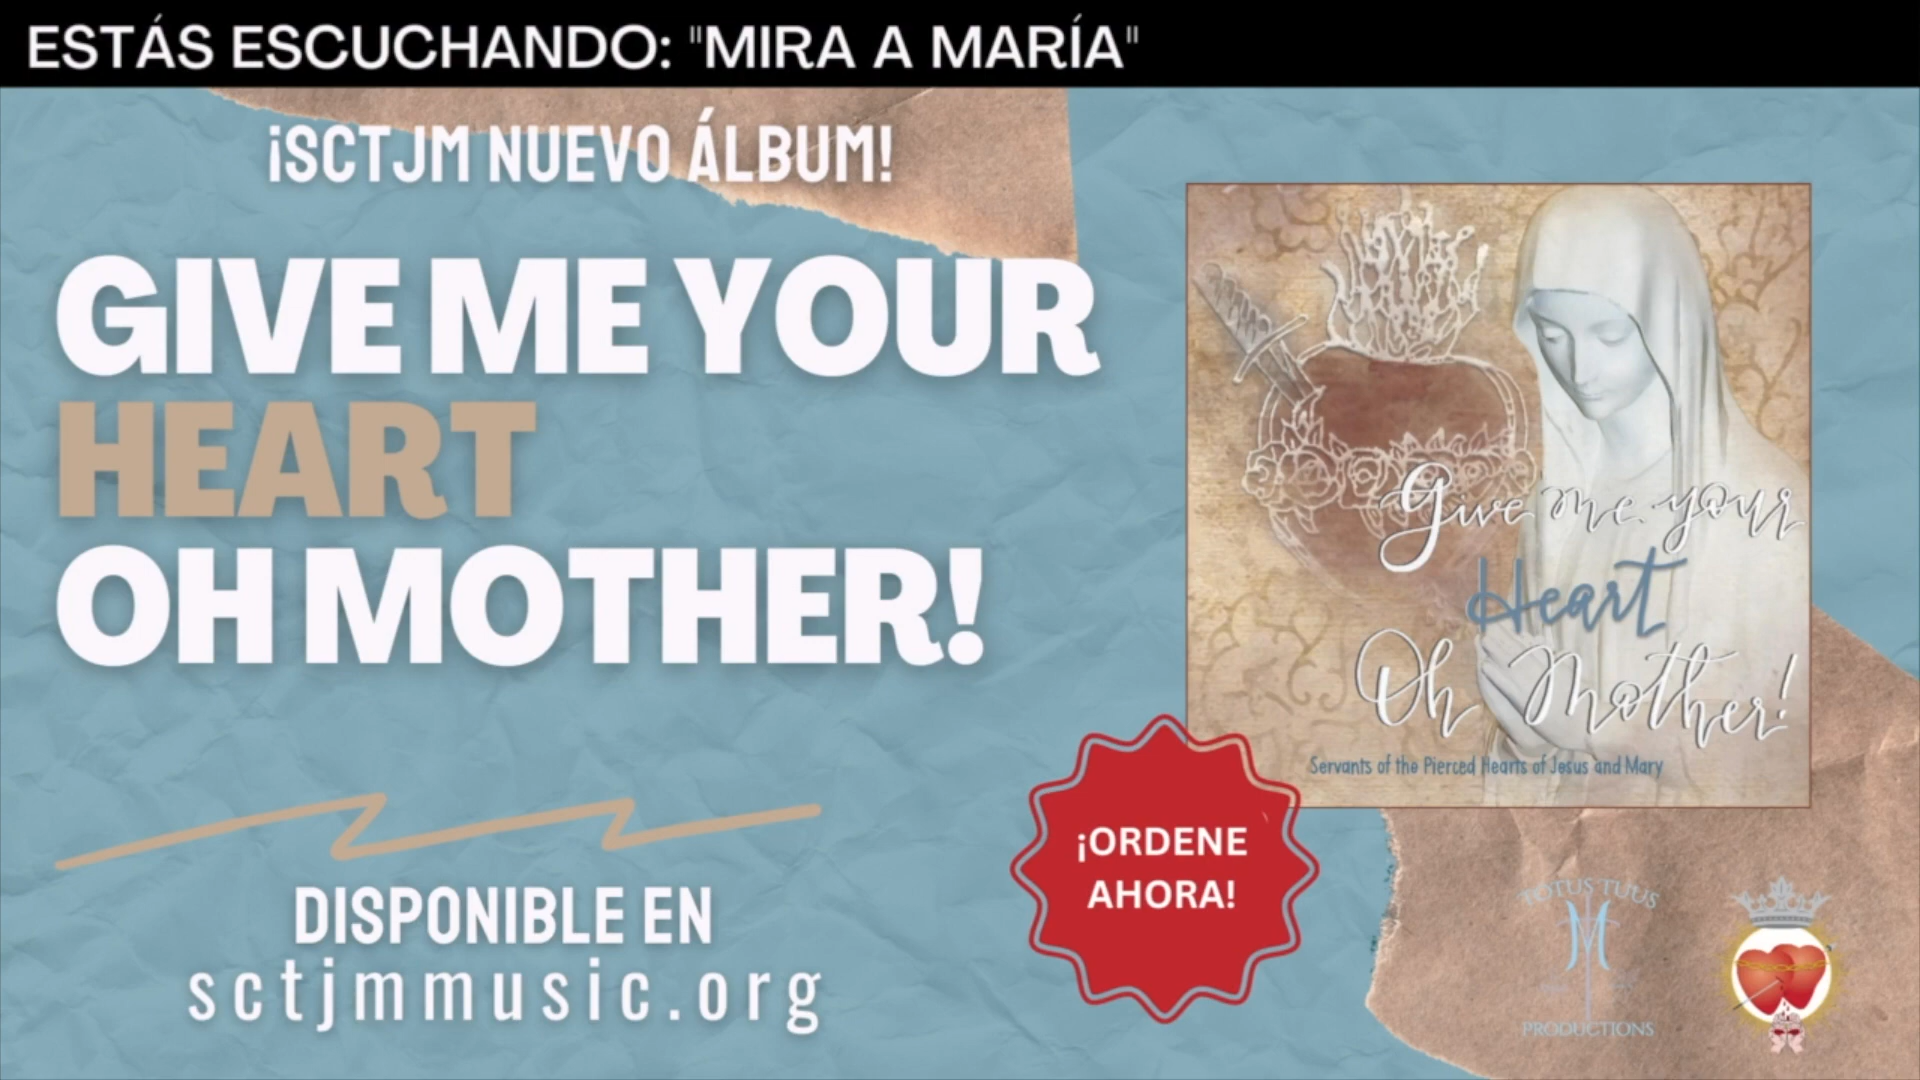 ESTÁS ESCUCHANDO: "MIRA A MARÍA"
¡SCTJM NUEVO ÁLBUM!
GIVE ME YOUR
HEART
OH MOTHER!
DISPONIBLE EN
sctjmmusic.org
Give me your
Heart
Oh Mother!
Servants of the Pierced Hearts of Jesus and Mary
¡ORDENE
AHORA!
TOTUS TUUS
PRODUCTIONS